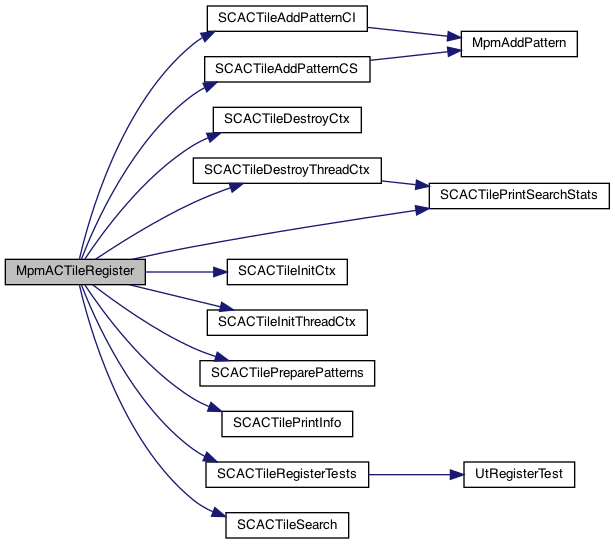 SCACTileAddPatternCI
MpmAddPattern
SCACTileAddPatternCS
SCACTileDestroyCtx
SCACTileDestroyThreadCtx
SCACTilePrintSearchStats
MpmACTileRegister
SCACTileInitCtx
SCACTileInitThreadCtx
SCACTilePreparePatterns
SCACTilePrintInfo
SCACTileRegisterTests
UtRegisterTest
SCACTileSearch